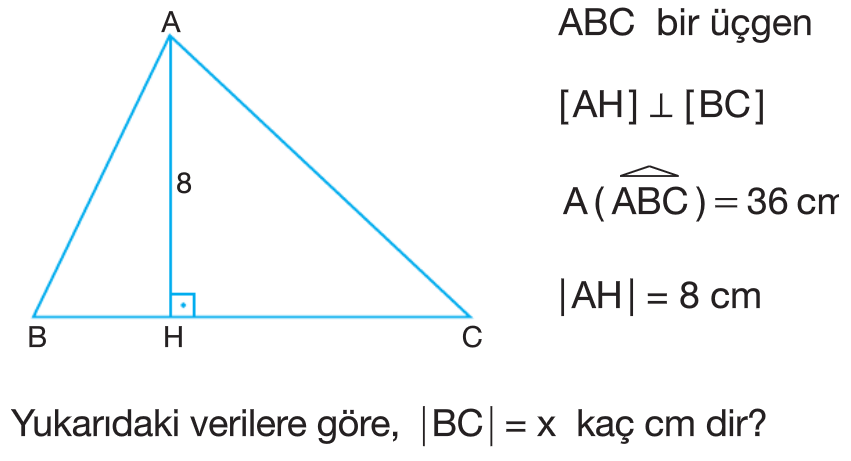 A
ABC bir üçgen
[AH] ⊥ [BC]
8
A(ABC) = 36 cm
|AH| = 8 cm
B H C
Yukarıdaki verilere göre, |BC| = x kaç cm dir?